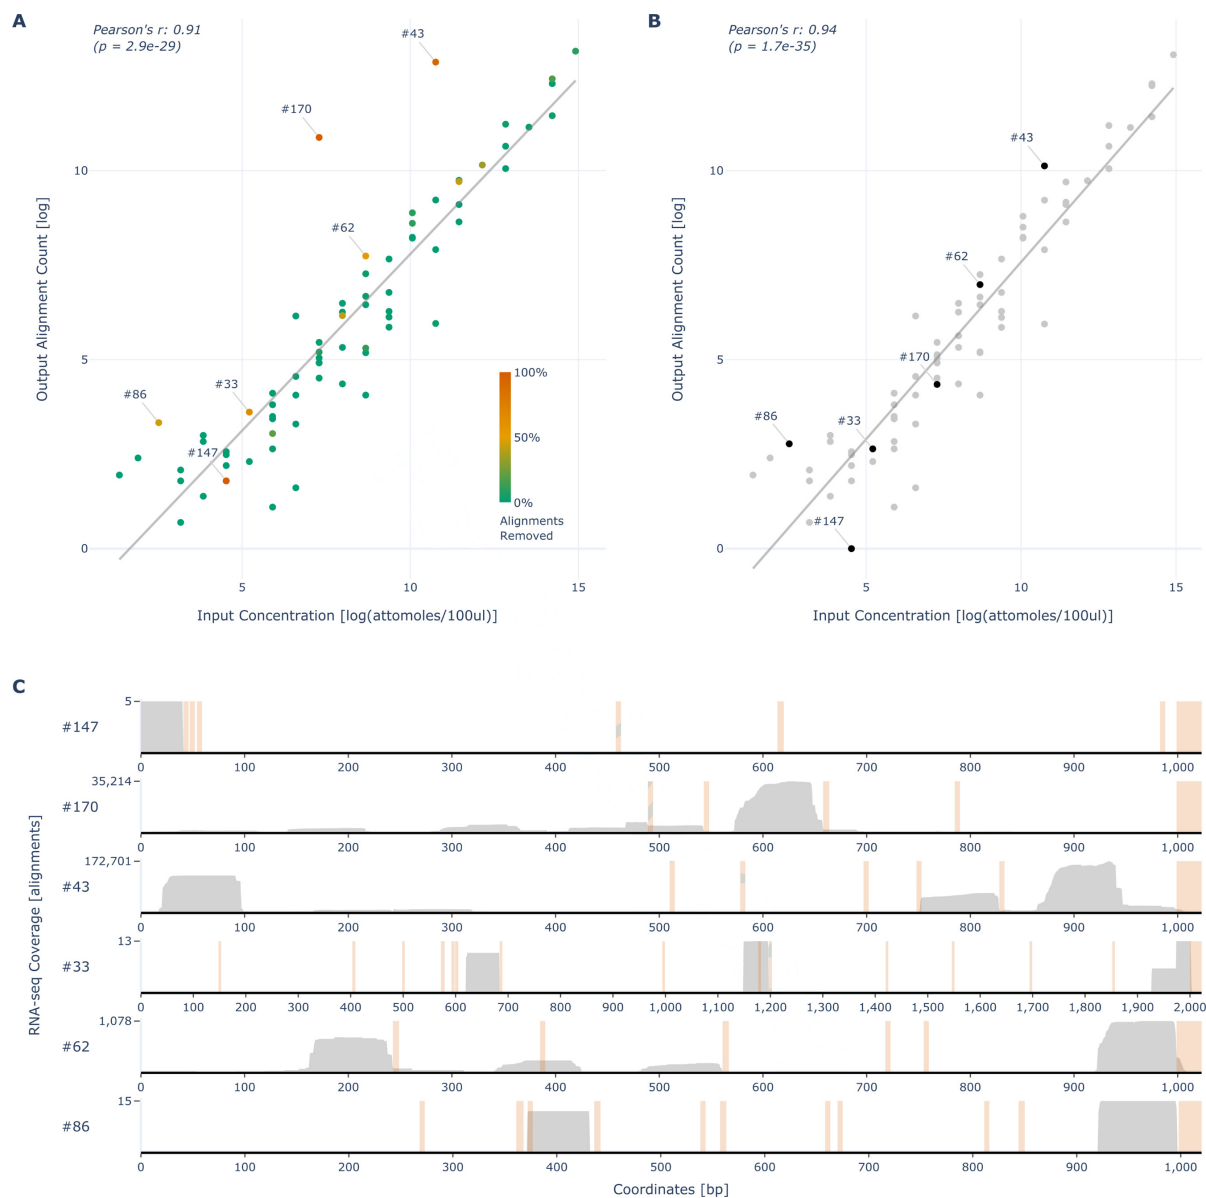 A
Pearson's r: 0.91
(p = 2.9e-29)
#43
#170
#62
#33
#86
#147
10
5
0
5
10
15
Output Alignment Count [log]
Input Concentration [log(attomoles/100ul)]
100%
50%
0%
Alignments
Removed
B
Pearson's r: 0.94
(p = 1.7e-35)
#43
#62
#170
#86
#33
#147
10
5
0
5
10
15
Output Alignment Count [log]
Input Concentration [log(attomoles/100ul)]
C
RNA-seq Coverage [alignments]
5
#147
0 100 200 300 400 500 600 700 800 900 1,000
35,214
#170
0 100 200 300 400 500 600 700 800 900 1,000
172,701
#43
0 100 200 300 400 500 600 700 800 900 1,000
13
#33
0 100 200 300 400 500 600 700 800 900 1,000 1,100 1,200 1,300 1,400 1,500 1,600 1,700 1,800 1,900 2,000
1,078
#62
0 100 200 300 400 500 600 700 800 900 1,000
15
#86
0 100 200 300 400 500 600 700 800 900 1,000
Coordinates [bp]